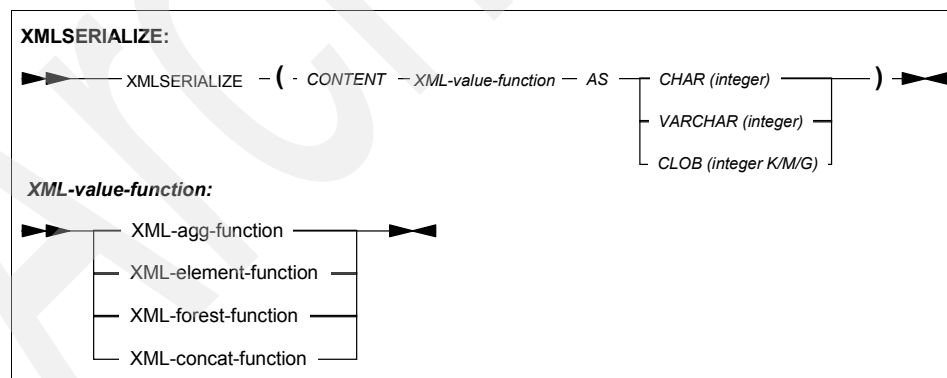 XMLSERIALIZE:
XMLSERIALIZE ( CONTENT XML-value-function AS CHAR (integer) )
VARCHAR (integer)
CLOB (integer K/M/G)
XML-value-function:
XML-agg-function
XML-element-function
XML-forest-function
XML-concat-function